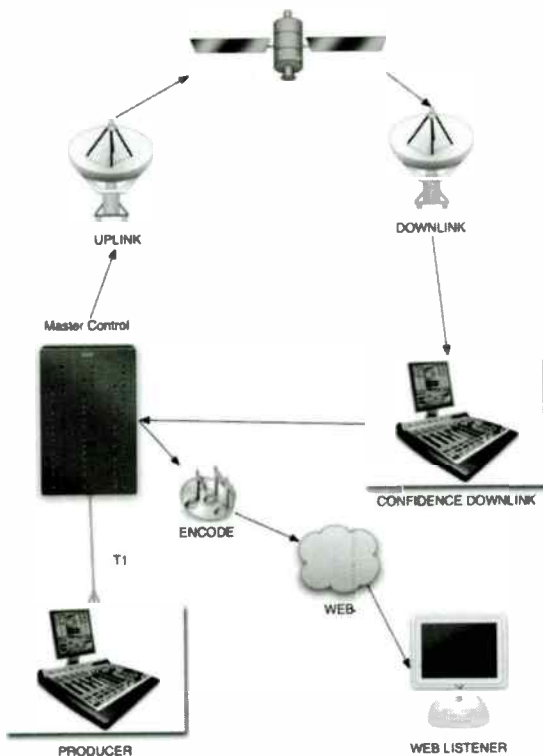 UPLINK
DOWNLINK
Master Control
CONFIDENCE DOWNLINK
ENCODE
T1
WEB
PRODUCER
WEB LISTENER